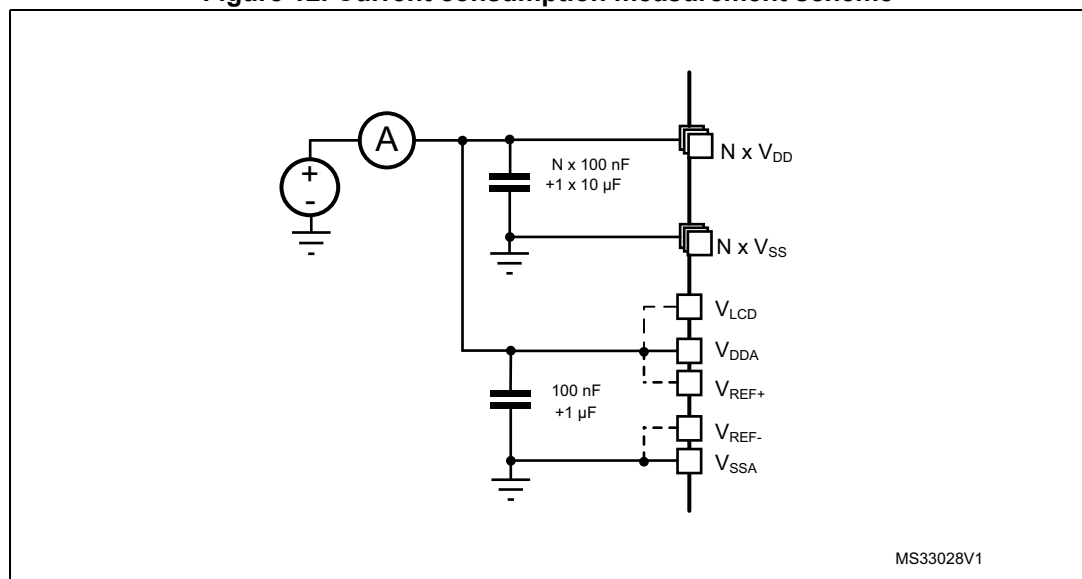 Figure 12. Current consumption measurement scheme
A
+
-
N x 100 nF
+1 x 10 µF
N x VDD
N x VSS
VLCD
VDDA
100 nF
+1 µF
VREF+
VREF-
VSSA
MS33028V1